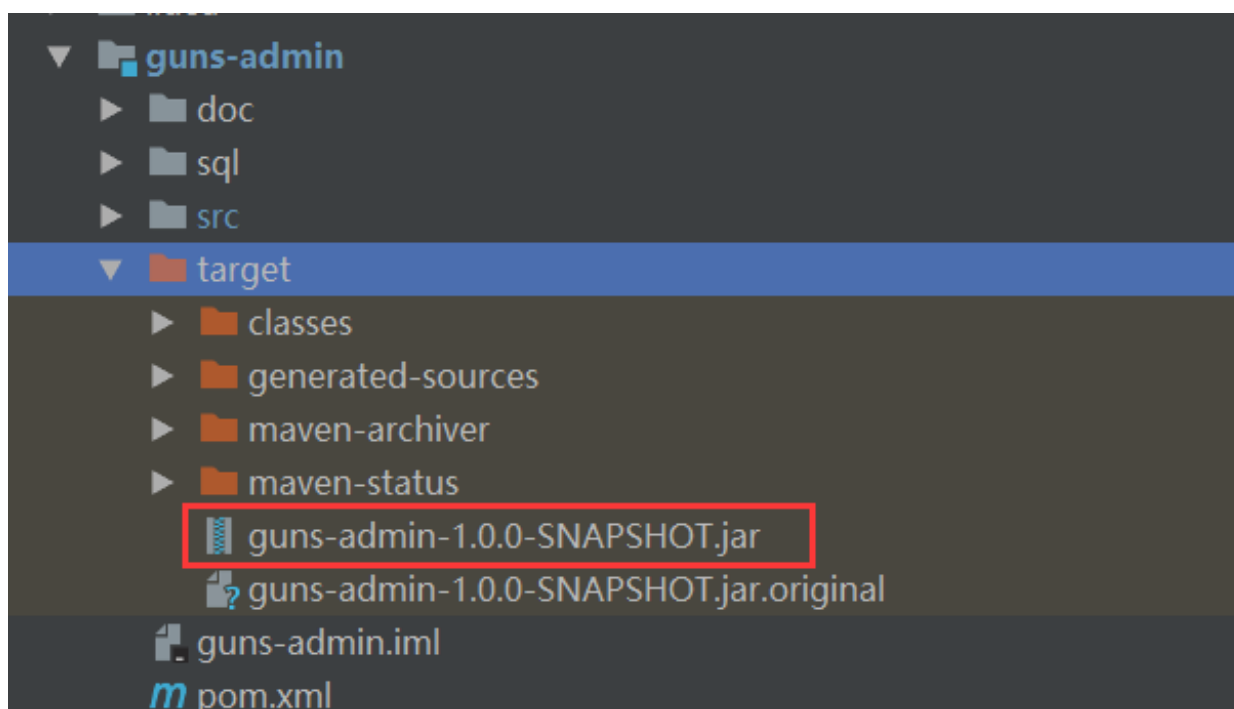 guns-admin
doc
sql
src
target
classes
generated-sources
maven-archiver
maven-status
guns-admin-1.0.0-SNAPSHOT.jar
guns-admin-1.0.0-SNAPSHOT.jar.original
guns-admin.iml
pom.xml